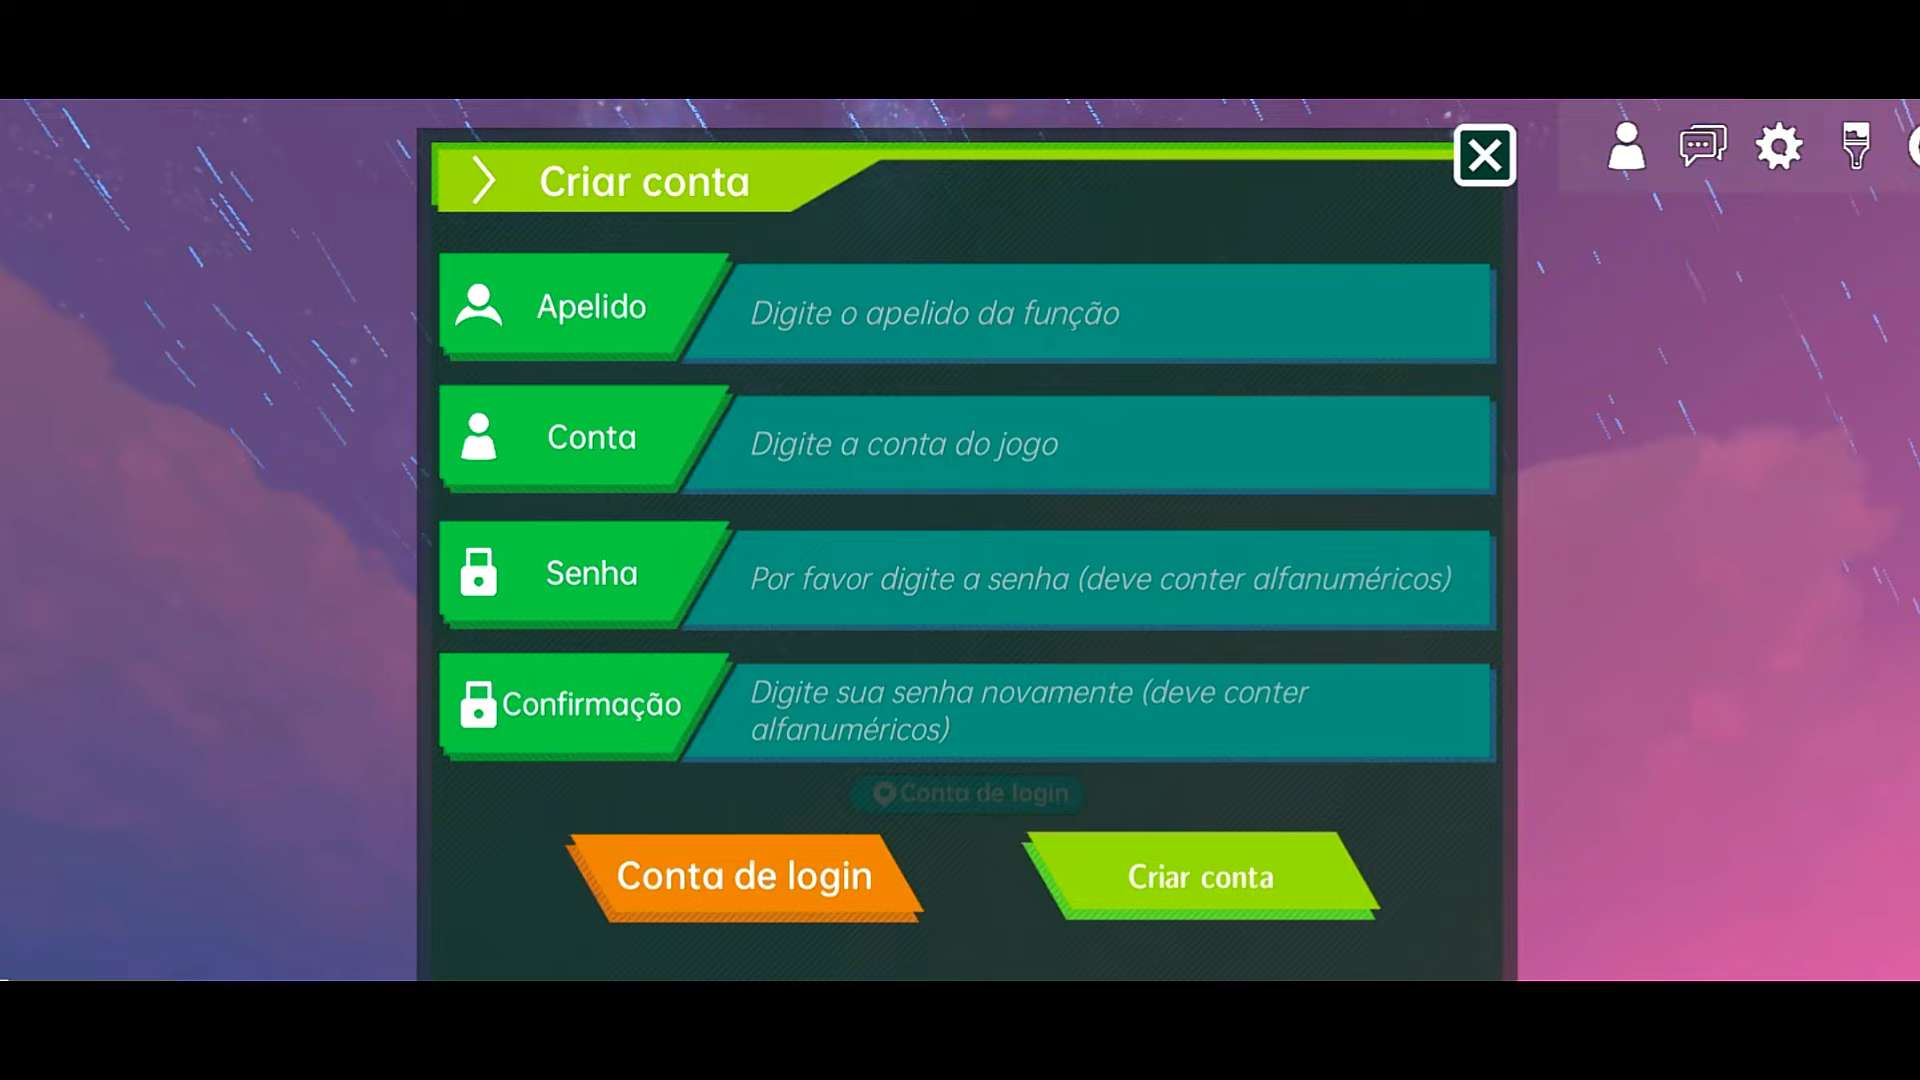 Criar conta
Apelido
Digite o apelido da função
Conta
Digite a conta do jogo
Senha
Por favor digite a senha (deve conter alfanuméricos)
Confirmação
Digite sua senha novamente (deve conter
alfanuméricos)
Conta de login
Conta de login
Criar conta